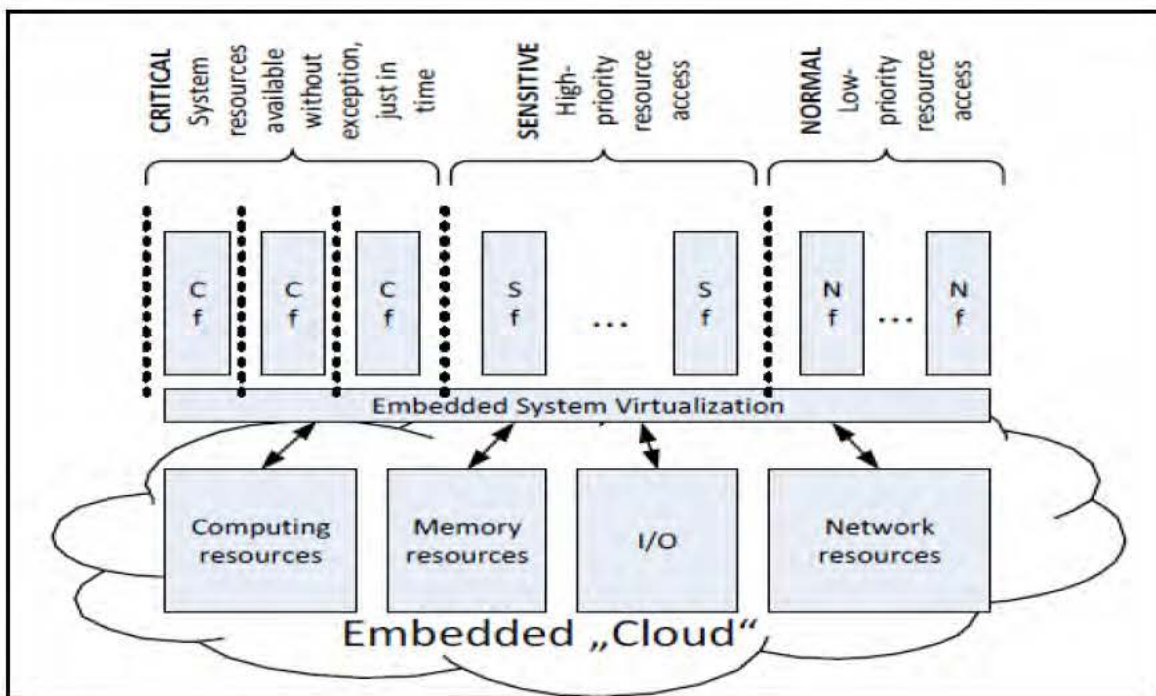 CRITICAL
System
resources
available
without
exception,
just in
time
SENSITIVE
High-
priority
resource
access
NORMAL
Low-
priority
resource
access
C
f
C
f
C
f
S
f
...
S
f
N
f
...
N
f
Embedded System Virtualization
Computing
resources
Memory
resources
I/O
Network
resources
Embedded „Cloud“